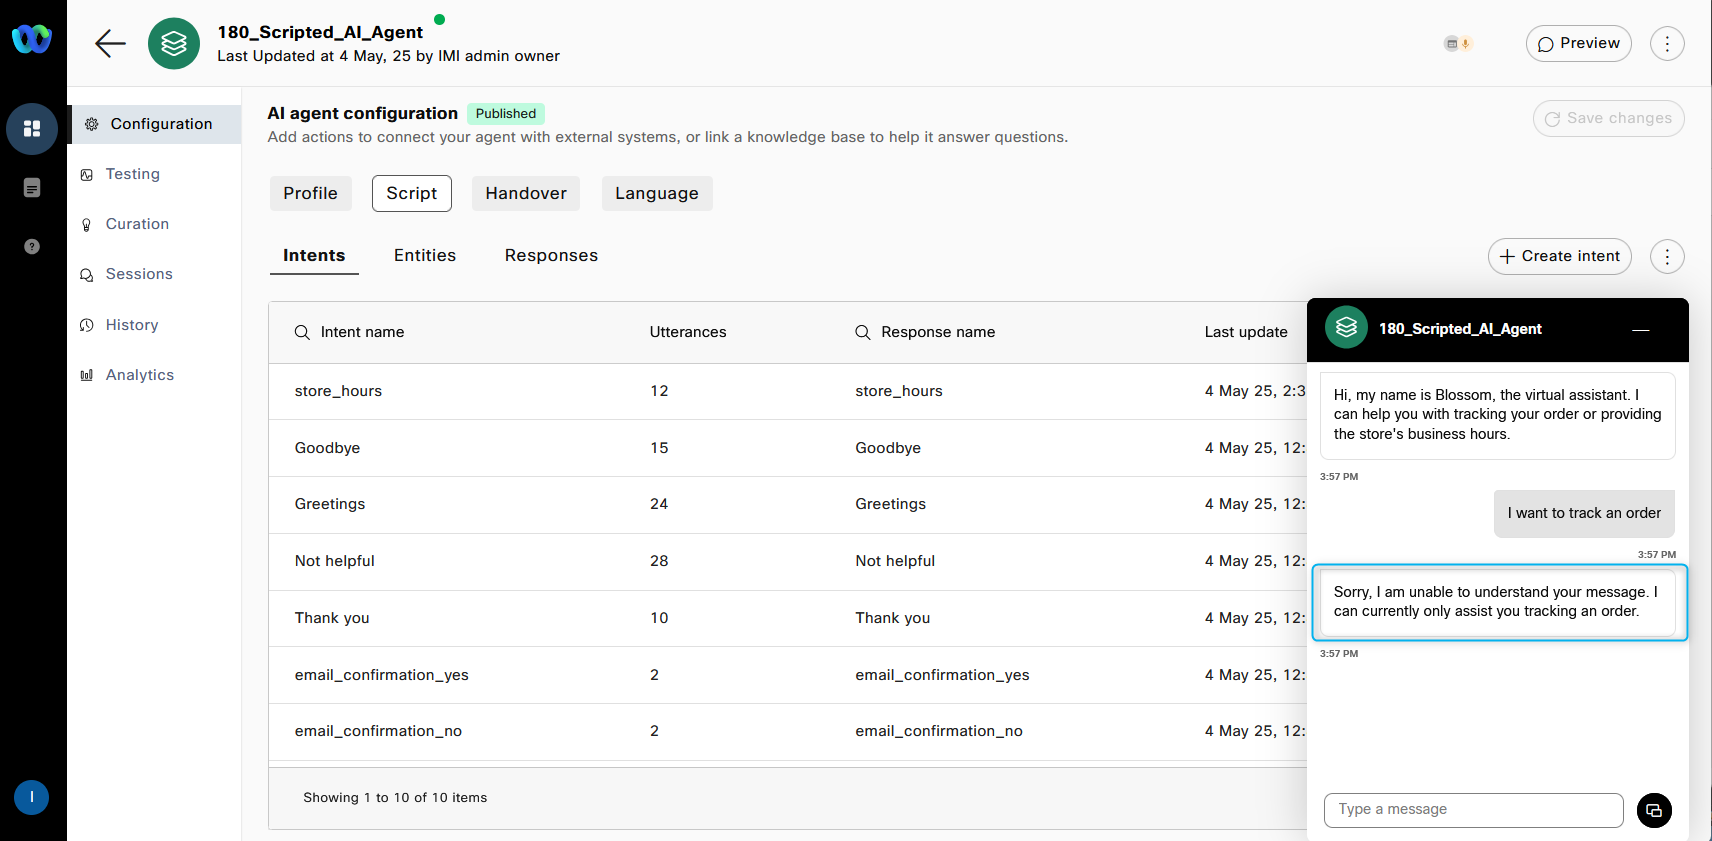 180_Scripted_AI_Agent
Last Updated at 4 May, 25 by IMI admin owner
Preview
Configuration
Testing
Curation
Sessions
History
Analytics
I
AI agent configuration Published
Add actions to connect your agent with external systems, or link a knowledge base to help it answer questions.
Save changes
Profile Script Handover Language
Intents Entities Responses
Create intent
Intent name Utterances Response name Last update
store_hours 12 store_hours 4 May 25, 2:3
Goodbye 15 Goodbye 4 May 25, 12:
Greetings 24 Greetings 4 May 25, 12:
Not helpful 28 Not helpful 4 May 25, 12:
Thank you 10 Thank you 4 May 25, 12:
email_confirmation_yes 2 email_confirmation_yes 4 May 25, 12:
email_confirmation_no 2 email_confirmation_no 4 May 25, 12:
Showing 1 to 10 of 10 items
180_Scripted_AI_Agent
Hi, my name is Blossom, the virtual assistant. I
can help you with tracking your order or providing
the store's business hours.
3:57 PM
I want to track an order
3:57 PM
Sorry, I am unable to understand your message. I
can currently only assist you tracking an order.
3:57 PM
Type a message